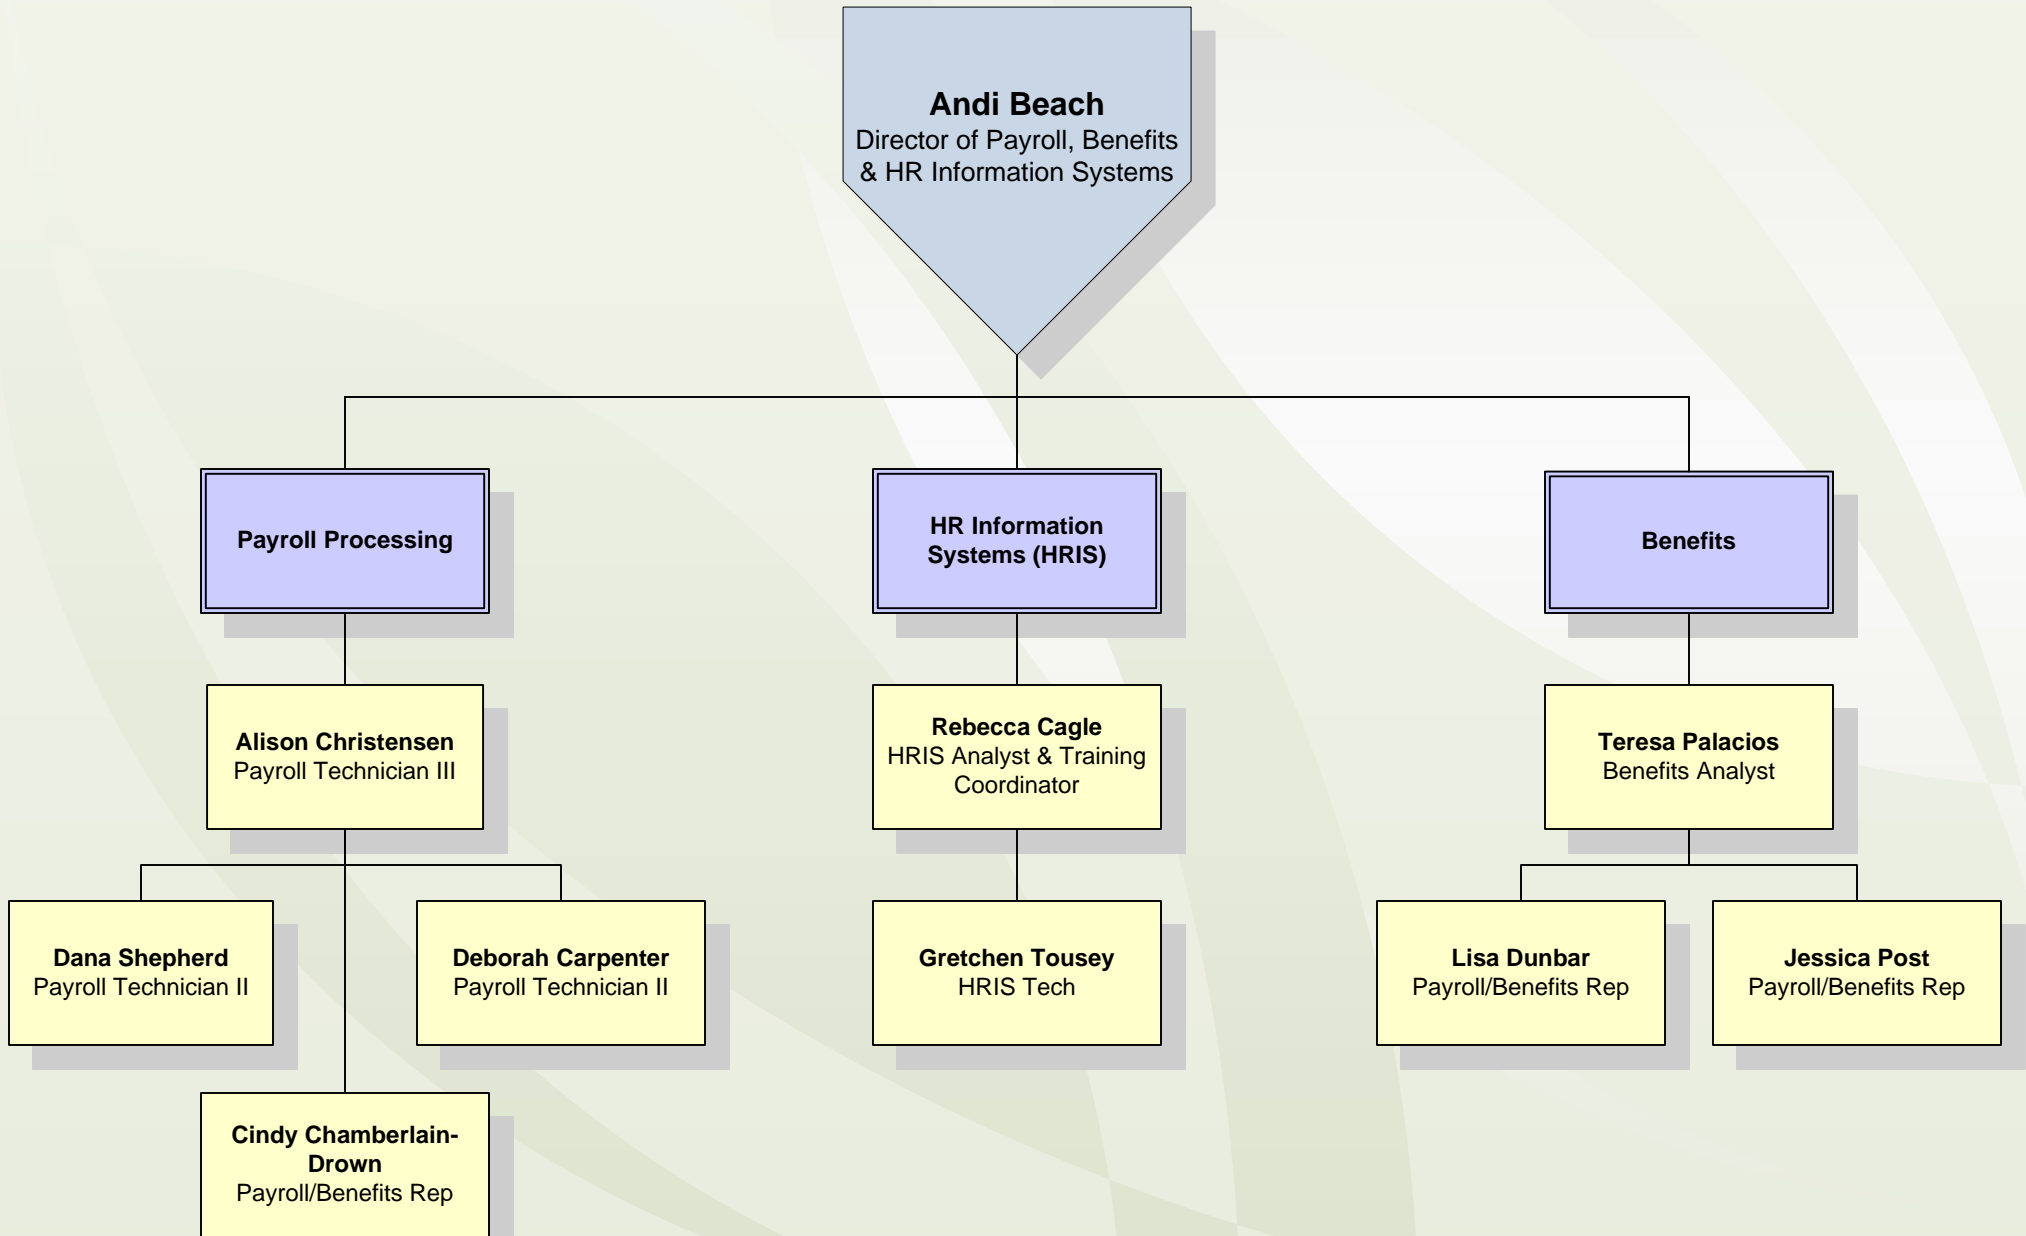 Andi Beach
Director of Payroll, Benefits
& HR Information Systems
Payroll Processing
HR Information
Systems (HRIS)
Benefits
Alison Christensen
Payroll Technician III
Rebecca Cagle
HRIS Analyst & Training
Coordinator
Teresa Palacios
Benefits Analyst
Dana Shepherd
Payroll Technician II
Deborah Carpenter
Payroll Technician II
Gretchen Tousey
HRIS Tech
Lisa Dunbar
Payroll/Benefits Rep
Jessica Post
Payroll/Benefits Rep
Cindy Chamberlain-
Drown
Payroll/Benefits Rep